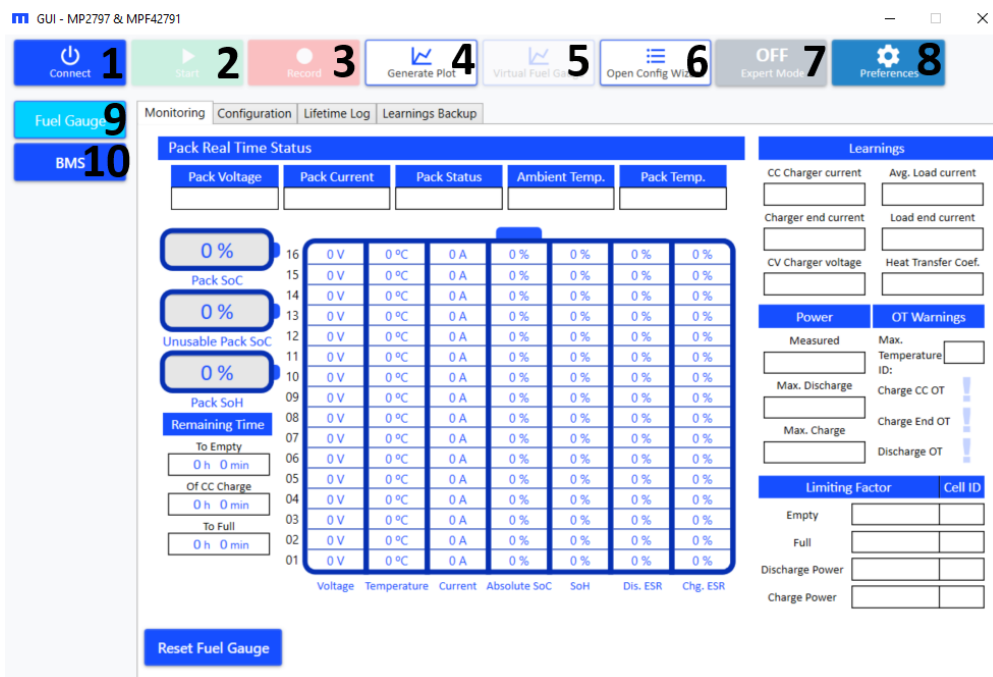 GUI - MP2797 & MPF42791
Connect 1
Start 2
Record 3
Generate Plot 4
Virtual Fuel Ga 5
Open Config Wiz 6
OFF
Expert Mode 7
Preferences 8
Fuel Gauge 9
BMS 10
Monitoring Configuration Lifetime Log Learnings Backup
Pack Real Time Status
Pack Voltage Pack Current Pack Status Ambient Temp. Pack Temp.
0 %
Pack SoC
0 %
Unusable Pack SoC
0 %
Pack SoH
Remaining Time
To Empty
0 h 0 min
Of CC Charge
0 h 0 min
To Full
0 h 0 min
16 0 V 0 ºC 0 A 0 % 0 % 0 % 0 %
15 0 V 0 ºC 0 A 0 % 0 % 0 % 0 %
14 0 V 0 ºC 0 A 0 % 0 % 0 % 0 %
13 0 V 0 ºC 0 A 0 % 0 % 0 % 0 %
12 0 V 0 ºC 0 A 0 % 0 % 0 % 0 %
11 0 V 0 ºC 0 A 0 % 0 % 0 % 0 %
10 0 V 0 ºC 0 A 0 % 0 % 0 % 0 %
09 0 V 0 ºC 0 A 0 % 0 % 0 % 0 %
08 0 V 0 ºC 0 A 0 % 0 % 0 % 0 %
07 0 V 0 ºC 0 A 0 % 0 % 0 % 0 %
06 0 V 0 ºC 0 A 0 % 0 % 0 % 0 %
05 0 V 0 ºC 0 A 0 % 0 % 0 % 0 %
04 0 V 0 ºC 0 A 0 % 0 % 0 % 0 %
03 0 V 0 ºC 0 A 0 % 0 % 0 % 0 %
02 0 V 0 ºC 0 A 0 % 0 % 0 % 0 %
01 0 V 0 ºC 0 A 0 % 0 % 0 % 0 %
Voltage Temperature Current Absolute SoC SoH Dis. ESR Chg. ESR
Reset Fuel Gauge
Learnings
CC Charger current Avg. Load current
Charger end current Load end current
CV Charger voltage Heat Transfer Coef.
Power
Measured
Max. Discharge
Max. Charge
OT Warnings
Max.
Temperature
ID:
Charge CC OT !
Charge End OT !
Discharge OT !
Limiting Factor Cell ID
Empty
Full
Discharge Power
Charge Power